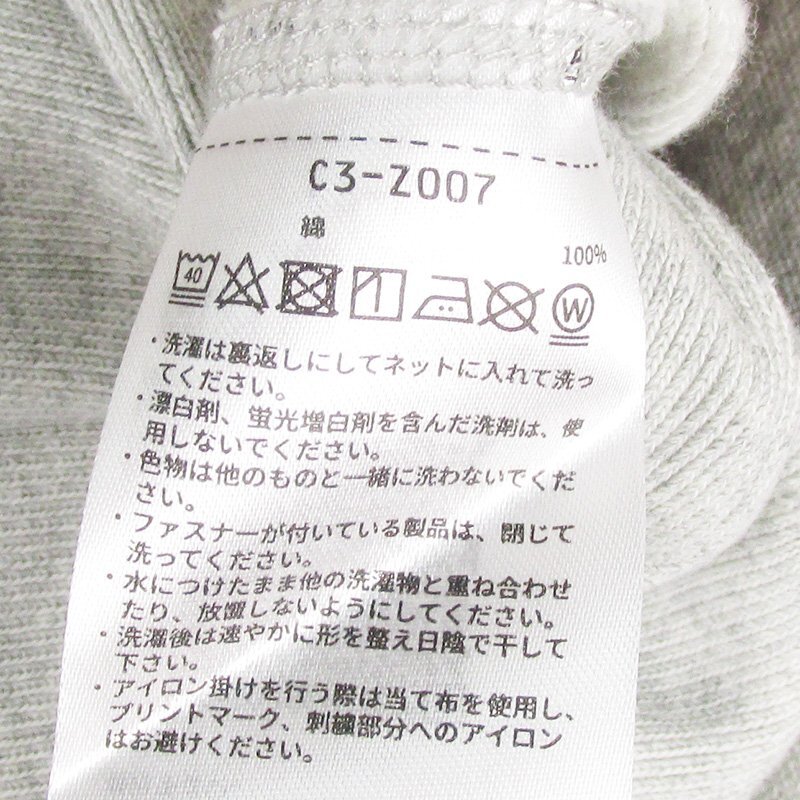 C3-Z007
綿
100%
40
W
・洗濯は裏返しにしてネットに入れて洗っ
てください。
・漂白剤、蛍光増白剤を含んだ洗剤は、使
用しないでください。
・色物は他のものと一緒に洗わないでくだ
さい。
・ファスナーが付いている製品は、閉じて
洗ってください。
・水につけたまま他の洗濯物と重ね合わせ
たり、放置しないようにしてください。
・洗濯後は速やかに形を整え日陰で干して
下さい。
・アイロン掛けを行う際は当て布を使用し、
プリントマーク、刺繍部分へのアイロン
はお避けください。